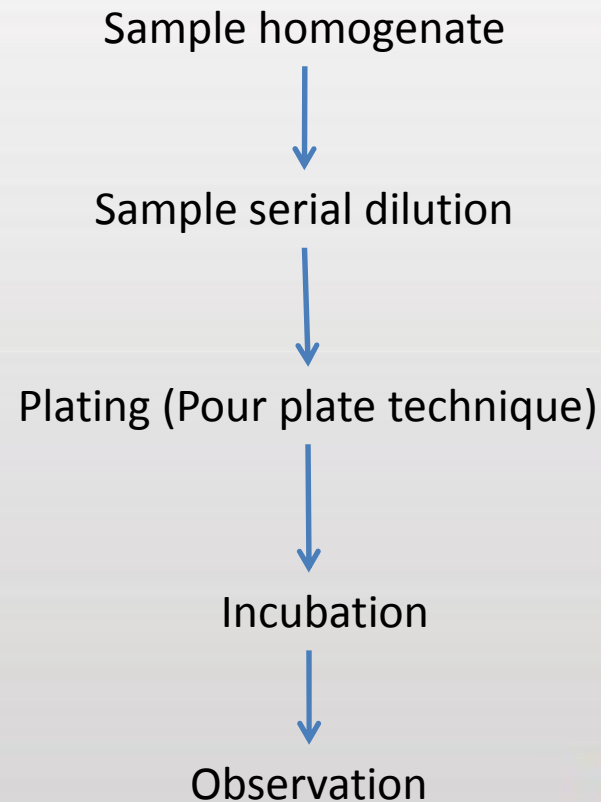 Sample homogenate
Sample serial dilution
Plating (Pour plate technique)
Incubation
Observation